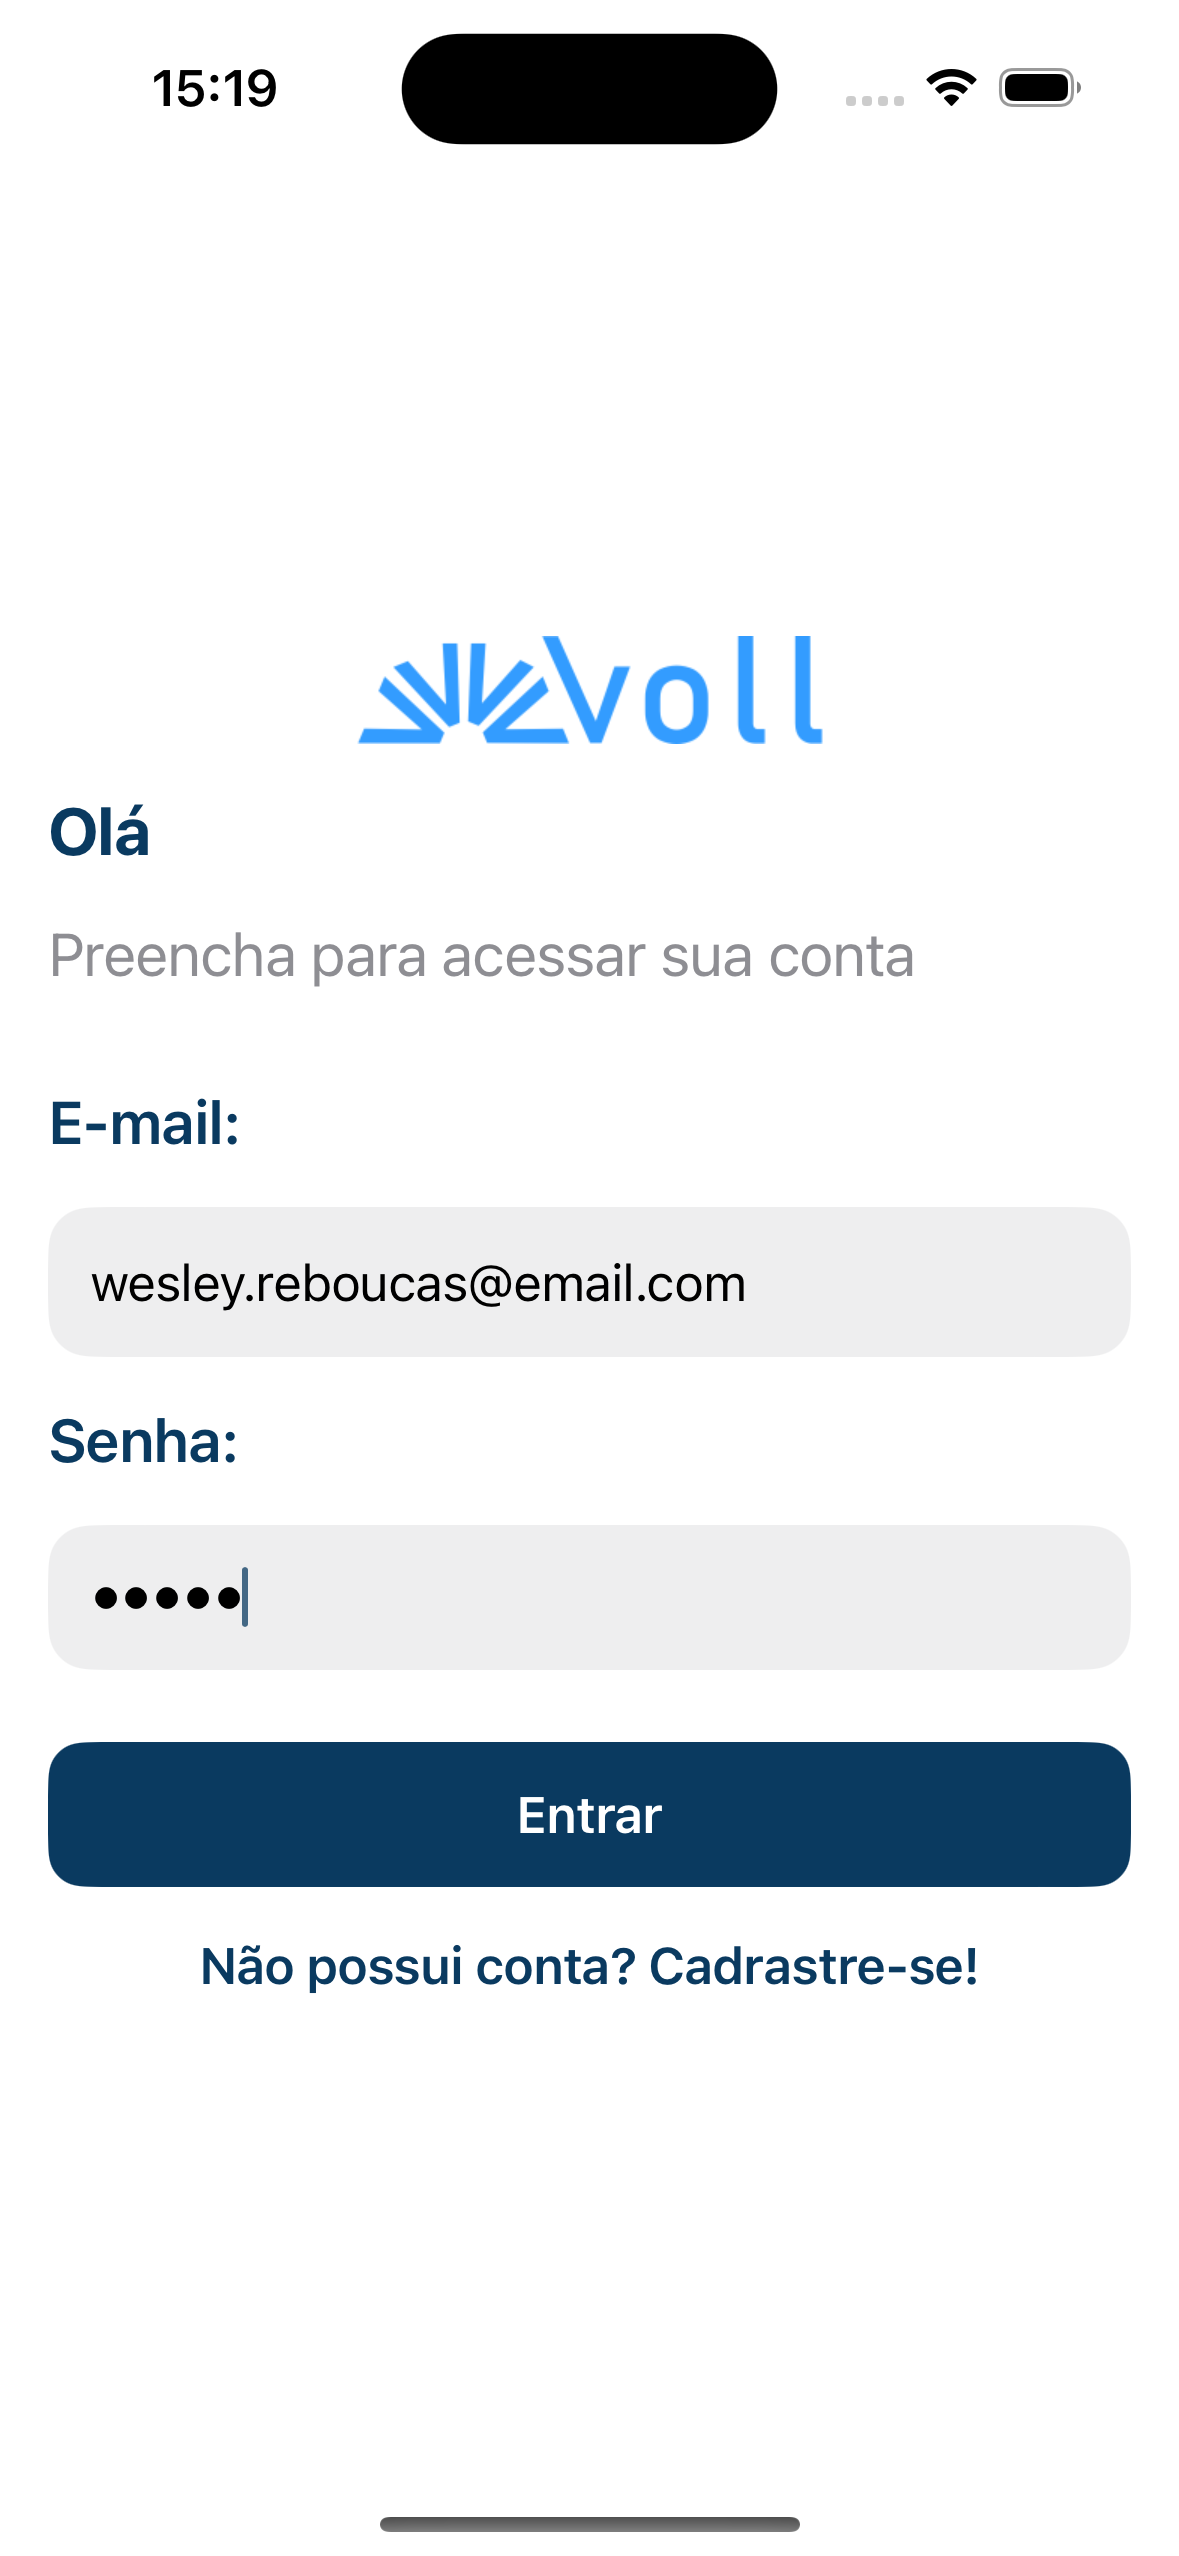 15:19
Voll
Olá
Preencha para acessar sua conta
E-mail:
wesley.reboucas@email.com
Senha:
•••••
Entrar
Não possui conta? Cadrastre-se!